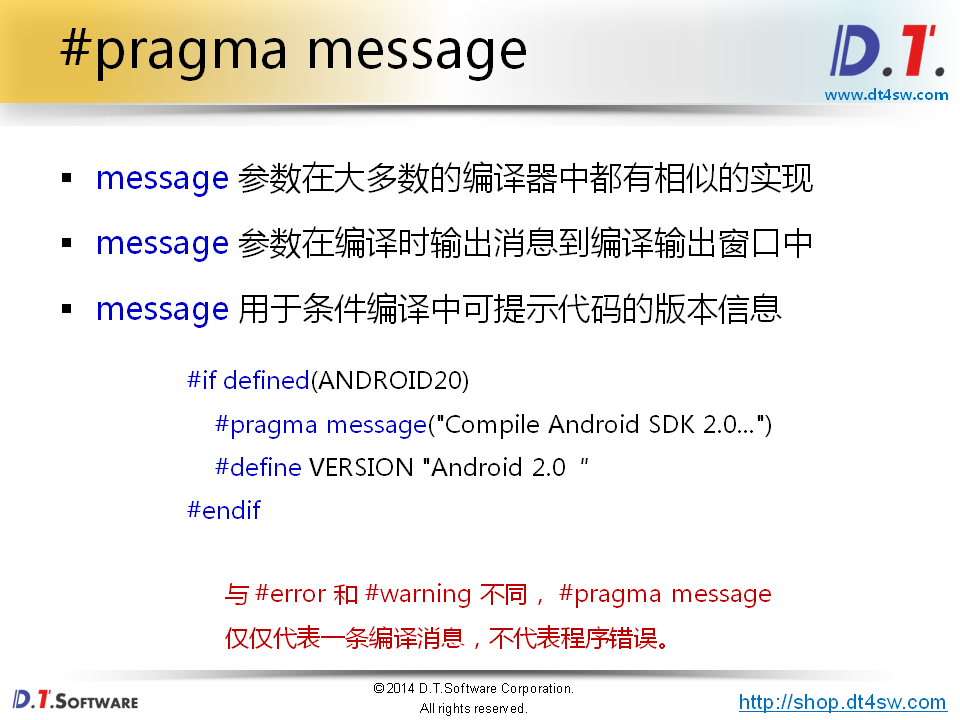 #pragma message
D.T.
www.dt4sw.com
▪ message 参数在大多数的编译器中都有相似的实现
▪ message 参数在编译时输出消息到编译输出窗口中
▪ message 用于条件编译中可提示代码的版本信息
#if defined(ANDROID20)
#pragma message("Compile Android SDK 2.0...")
#define VERSION "Android 2.0 “
#endif
与 #error 和 #warning 不同， #pragma message
仅仅代表一条编译消息，不代表程序错误。
D.T.SOFTWARE
©2014 D.T.Software Corporation.
All rights reserved.
http://shop.dt4sw.com